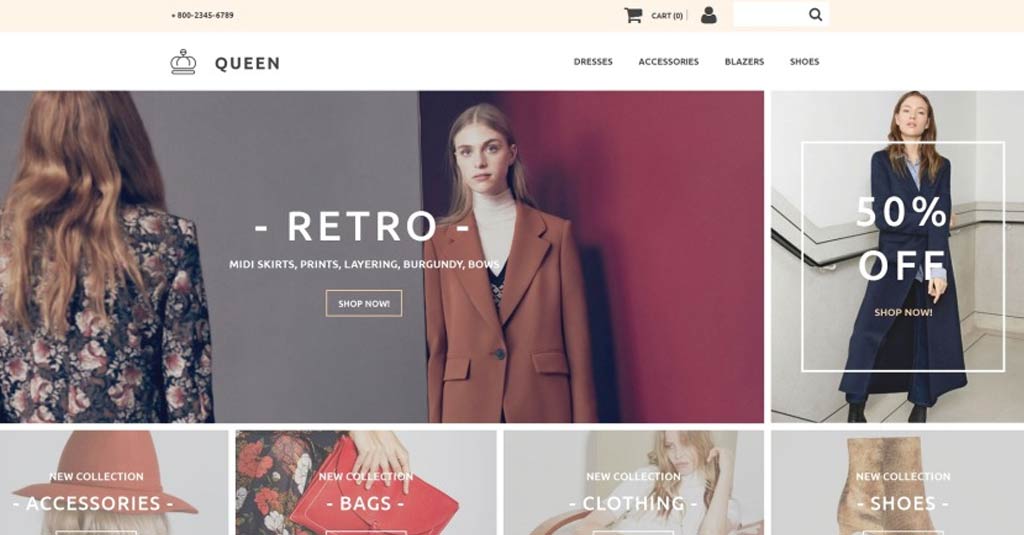 + 800-2345-6789
CART (0)
QUEEN
DRESSES ACCESSORIES BLAZERS SHOES
- RETRO -
MIDI SKIRTS, PRINTS, LAYERING, BURGUNDY, BOWS
SHOP NOW!
50%
OFF
SHOP NOW!
NEW COLLECTION
- ACCESSORIES -
NEW COLLECTION
- BAGS -
NEW COLLECTION
- CLOTHING -
NEW COLLECTION
- SHOES -